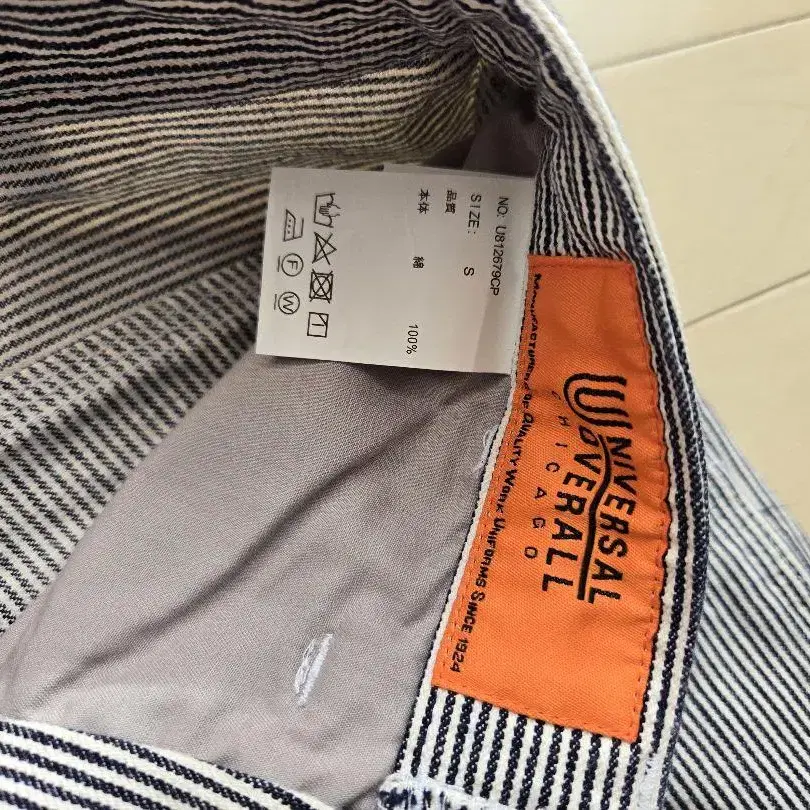 NO. U812679CP
SIZE: S
品質
本体 綿 100%
F
W
UNIVERSAL
OVERALL
CHICAGO
MANUFACTURERS OF QUALITY WORK UNIFORMS SINCE 1924